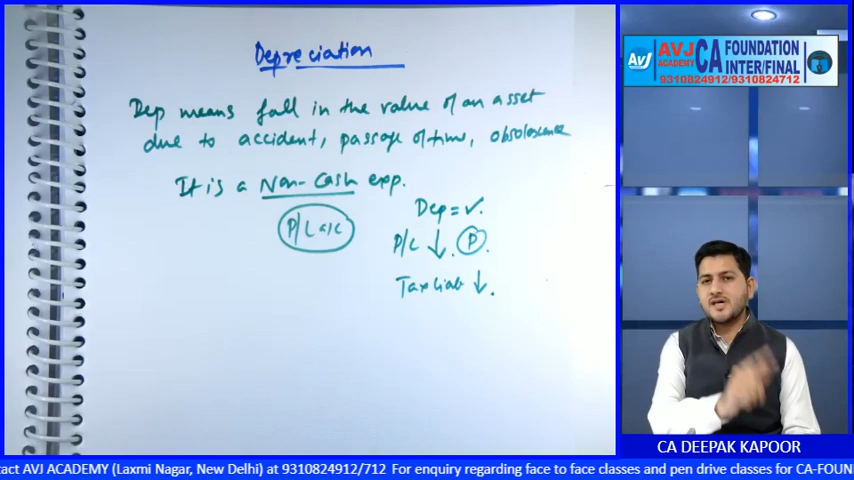 Depreciation
Dep means fall in the value of an asset
due to accident, passage of time, obsolescence
It is a Non-Cash exp.
P/L a/c
Dep = ✓.
P/L ↓. P.
Tax Liab ↓.
AVJ
AVJ ACADEMY
CA FOUNDATION
INTER/FINAL
9310824912/9310824712
CA DEEPAK KAPOOR
tact AVJ ACADEMY (Laxmi Nagar, New Delhi) at 9310824912/712 For enquiry regarding face to face classes and pen drive classes for CA-FOUN